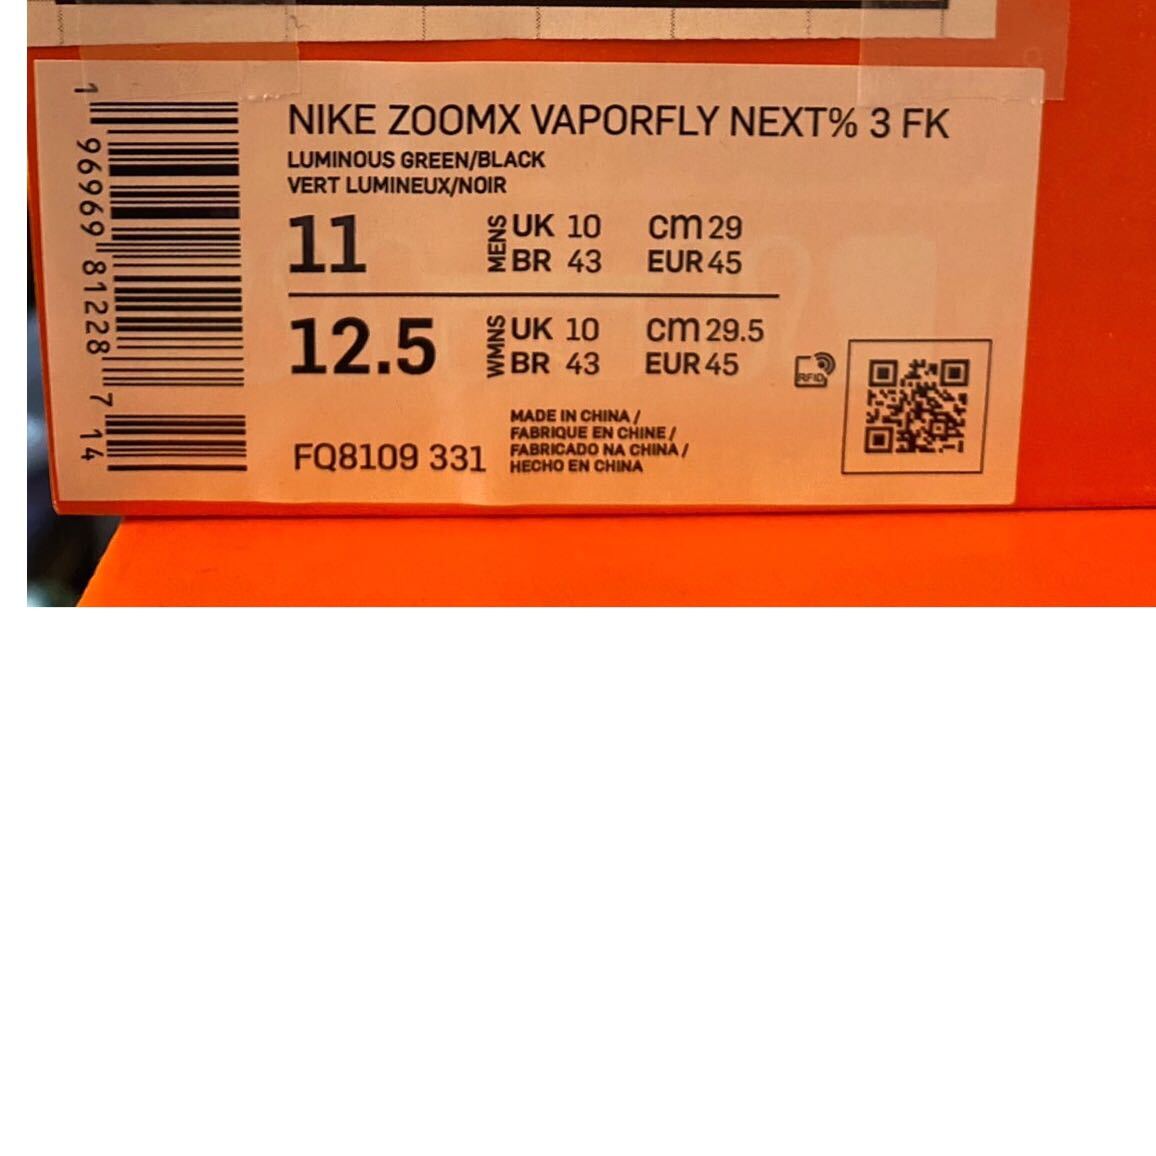 NIKE ZOOMX VAPORFLY NEXT% 3 FK
LUMINOUS GREEN/BLACK
VERT LUMINEUX/NOIR
11 MENS UK 10 CM 29
BR 43 EUR 45
12.5 WMNS UK 10 CM 29.5
BR 43 EUR 45
RFID
FQ8109 331
MADE IN CHINA /
FABRIQUE EN CHINE /
FABRICADO NA CHINA /
HECHO EN CHINA
1 96969 81228 7 14